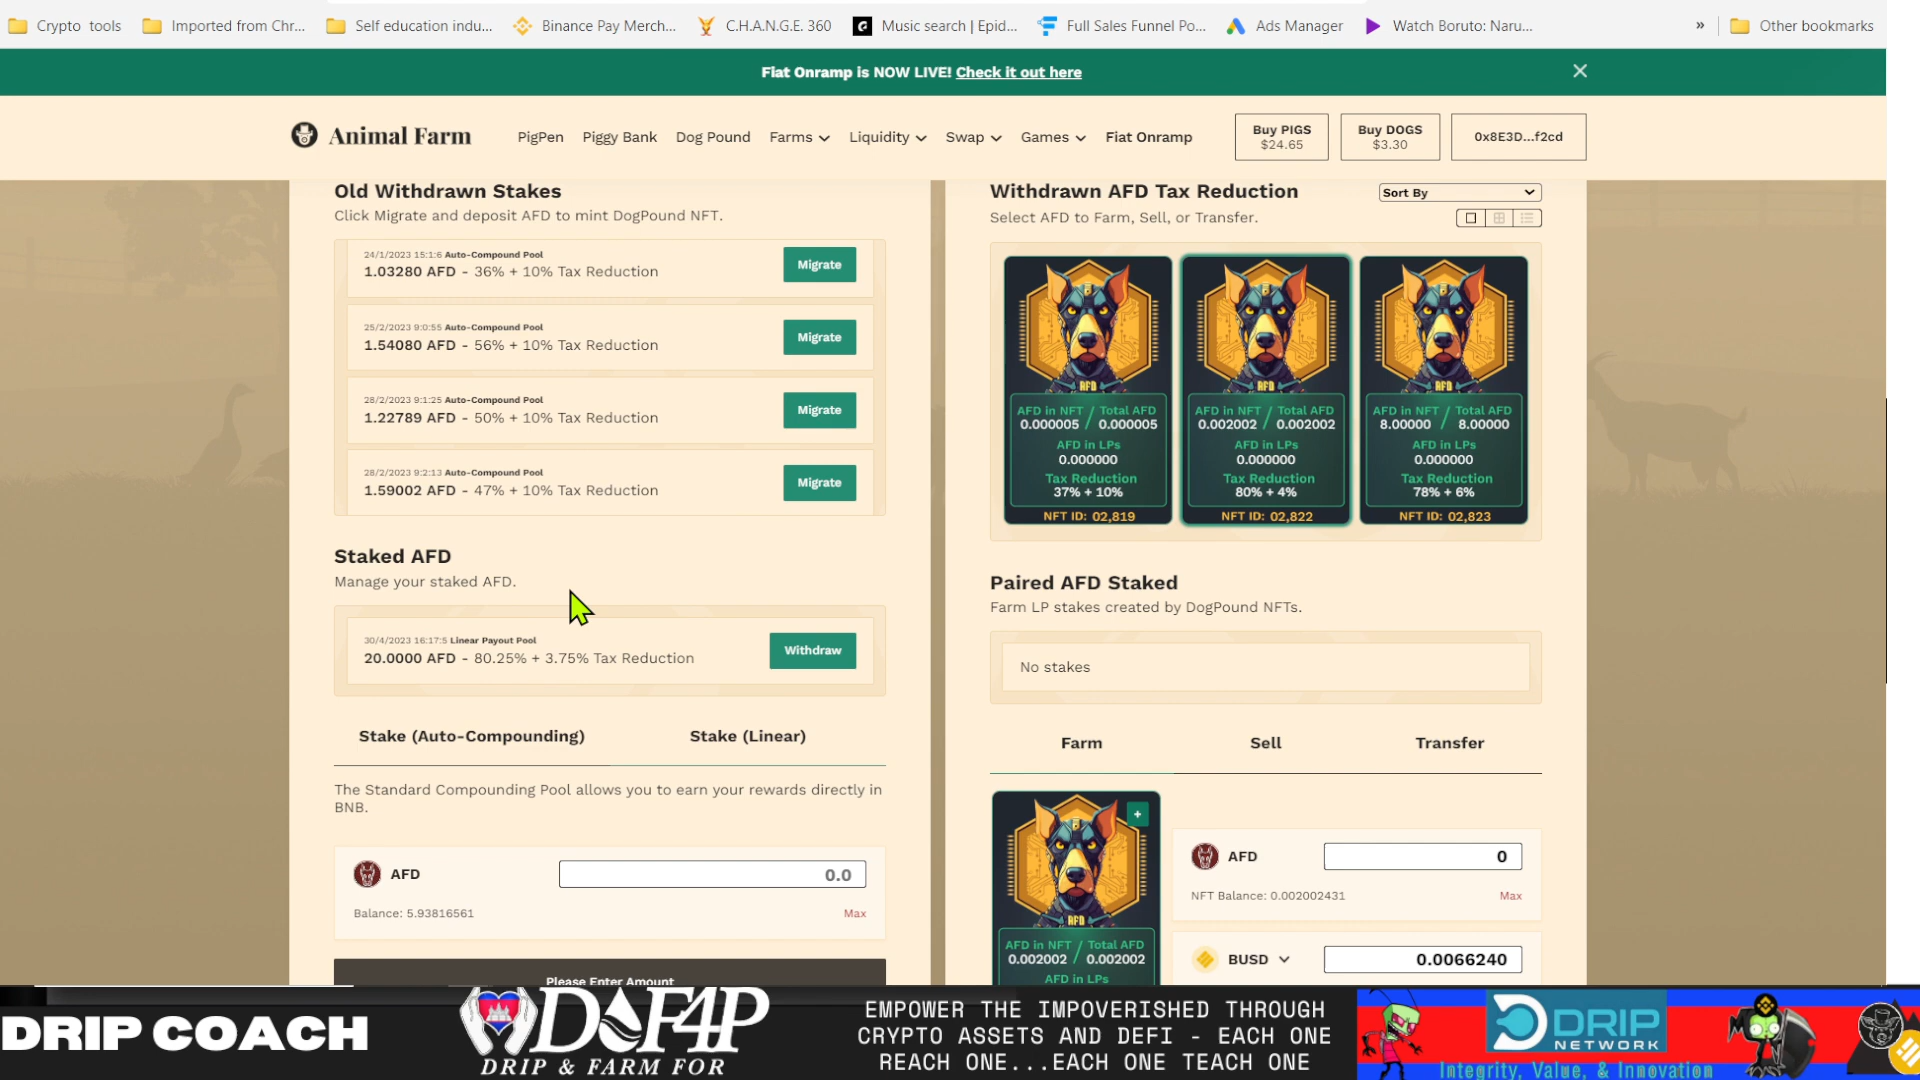 Crypto tools
Imported from Chr...
Self education indu...
Binance Pay Merch...
C.H.A.N.G.E. 360
Music search | Epid...
Full Sales Funnel Po...
Ads Manager
Watch Boruto: Naru...
»
Other bookmarks
Fiat Onramp is NOW LIVE! Check it out here
Animal Farm
PigPen
Piggy Bank
Dog Pound
Farms
Liquidity
Swap
Games
Fiat Onramp
Buy PIGS
$24.65
Buy DOGS
$3.30
0x8E3D...f2cd
Old Withdrawn Stakes
Click Migrate and deposit AFD to mint DogPound NFT.
24/1/2023 15:1:6 Auto-Compound Pool
1.03280 AFD - 36% + 10% Tax Reduction
Migrate
25/2/2023 9:0:55 Auto-Compound Pool
1.54080 AFD - 56% + 10% Tax Reduction
Migrate
28/2/2023 9:1:25 Auto-Compound Pool
1.22789 AFD - 50% + 10% Tax Reduction
Migrate
28/2/2023 9:2:13 Auto-Compound Pool
1.59002 AFD - 47% + 10% Tax Reduction
Migrate
Staked AFD
Manage your staked AFD.
30/4/2023 16:17:5 Linear Payout Pool
20.0000 AFD - 80.25% + 3.75% Tax Reduction
Withdraw
Stake (Auto-Compounding)
Stake (Linear)
The Standard Compounding Pool allows you to earn your rewards directly in
BNB.
AFD
0.0
Balance: 5.93816561
Max
Please Enter Amount
Withdrawn AFD Tax Reduction
Sort By
Select AFD to Farm, Sell, or Transfer.
AFD
AFD in NFT / Total AFD
0.000005 / 0.000005
AFD in LPs
0.000000
Tax Reduction
37% + 10%
NFT ID: 02,819
AFD
AFD in NFT / Total AFD
0.002002 / 0.002002
AFD in LPs
0.000000
Tax Reduction
80% + 4%
NFT ID: 02,822
AFD
AFD in NFT / Total AFD
8.00000 / 8.00000
AFD in LPs
0.000000
Tax Reduction
78% + 6%
NFT ID: 02,823
Paired AFD Staked
Farm LP stakes created by DogPound NFTs.
No stakes
Farm
Sell
Transfer
+
AFD
AFD in NFT / Total AFD
0.002002 / 0.002002
AFD in LPs
AFD
0
NFT Balance: 0.002002431
Max
BUSD
0.0066240
DRIP COACH
D&F4P
DRIP & FARM FOR
EMPOWER THE IMPOVERISHED THROUGH
CRYPTO ASSETS AND DEFI - EACH ONE
REACH ONE...EACH ONE TEACH ONE
DRIP
NETWORK
Integrity, Value, & Innovation